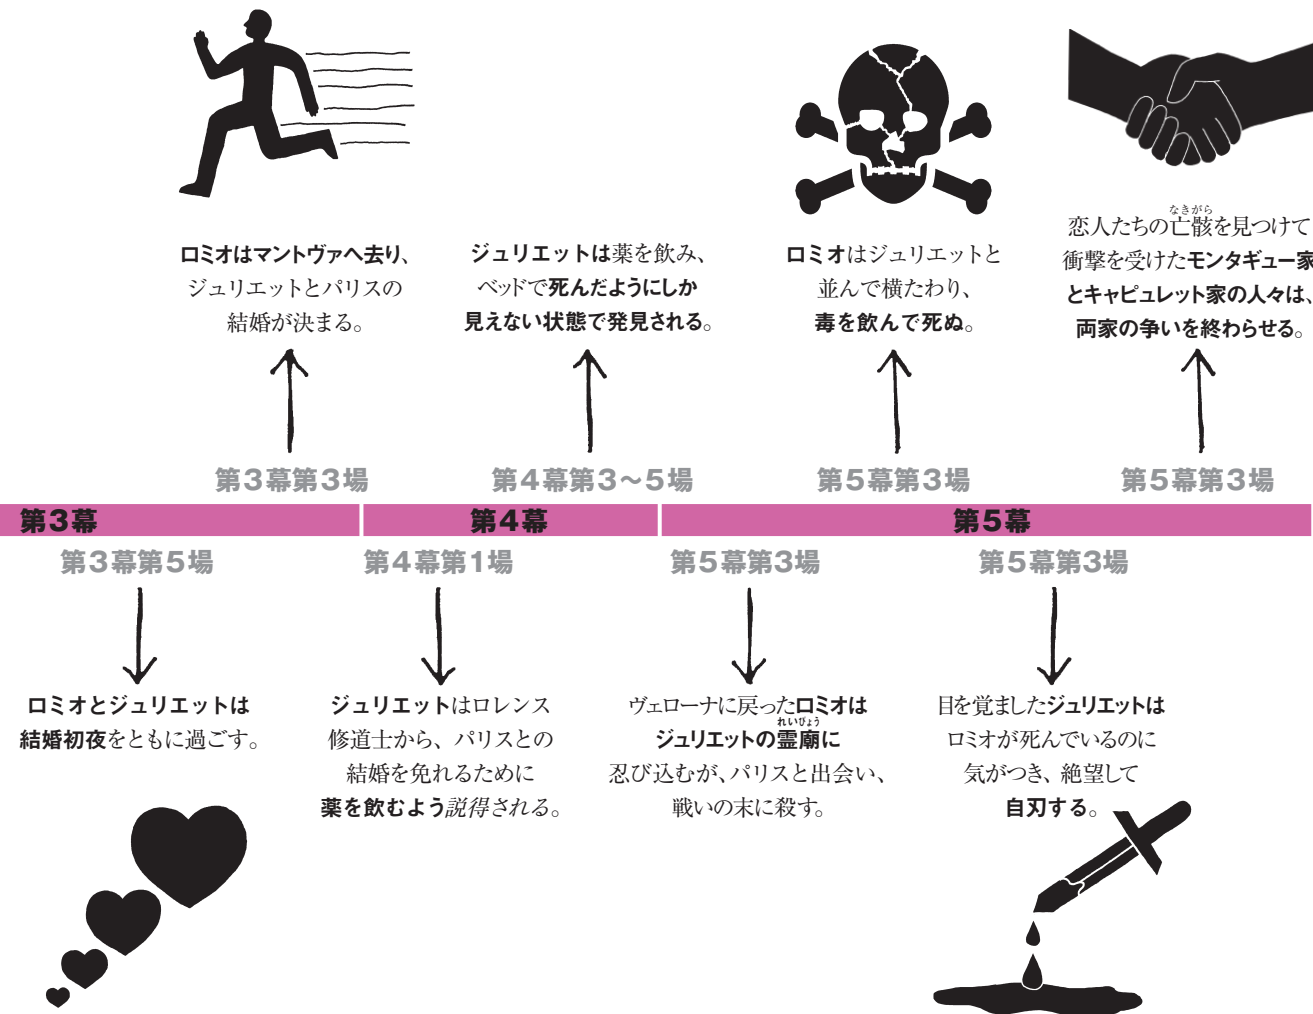 ロミオはマントヴァへ去り、
ジュリエットとパリスの
結婚が決まる。
ジュリエットは薬を飲み、
ベッドで死んだようにしか
見えない状態で発見される。
ロミオはジュリエットと
並んで横たわり、
毒を飲んで死ぬ。
なきがら
恋人たちの亡骸を見つけて
衝撃を受けたモンタギュー家
とキャピュレット家の人々は、
両家の争いを終わらせる。
第3幕第3場
第4幕第3〜5場
第5幕第3場
第5幕第3場
第3幕
第4幕
第5幕
第3幕第5場
第4幕第1場
第5幕第3場
第5幕第3場
ロミオとジュリエットは
結婚初夜をともに過ごす。
ジュリエットはロレンス
修道士から、パリスとの
結婚を免れるために
薬を飲むよう説得される。
ヴェローナに戻ったロミオは
れいびょう
ジュリエットの霊廟に
忍び込むが、パリスと出会い、
戦いの末に殺す。
目を覚ましたジュリエットは
ロミオが死んでいるのに
気がつき、絶望して
自刃する。